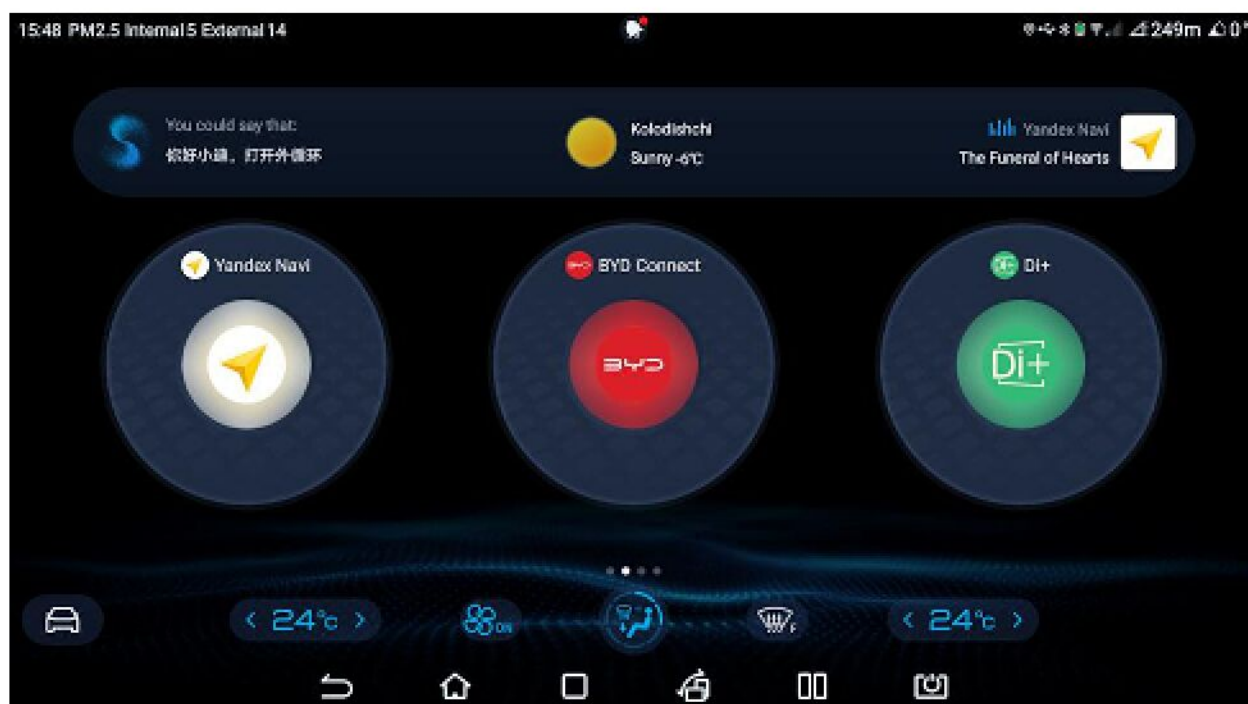 15:48 PM2.5 Internal 5 External 14
249m 0°
You could say that:
你好小迪，打开外循环
Kolodishchi
Sunny -6℃
Yandex Navi
The Funeral of Hearts
Yandex Navi
BYD Connect
Di+
BYD
Di+
24℃
ON
F
24℃